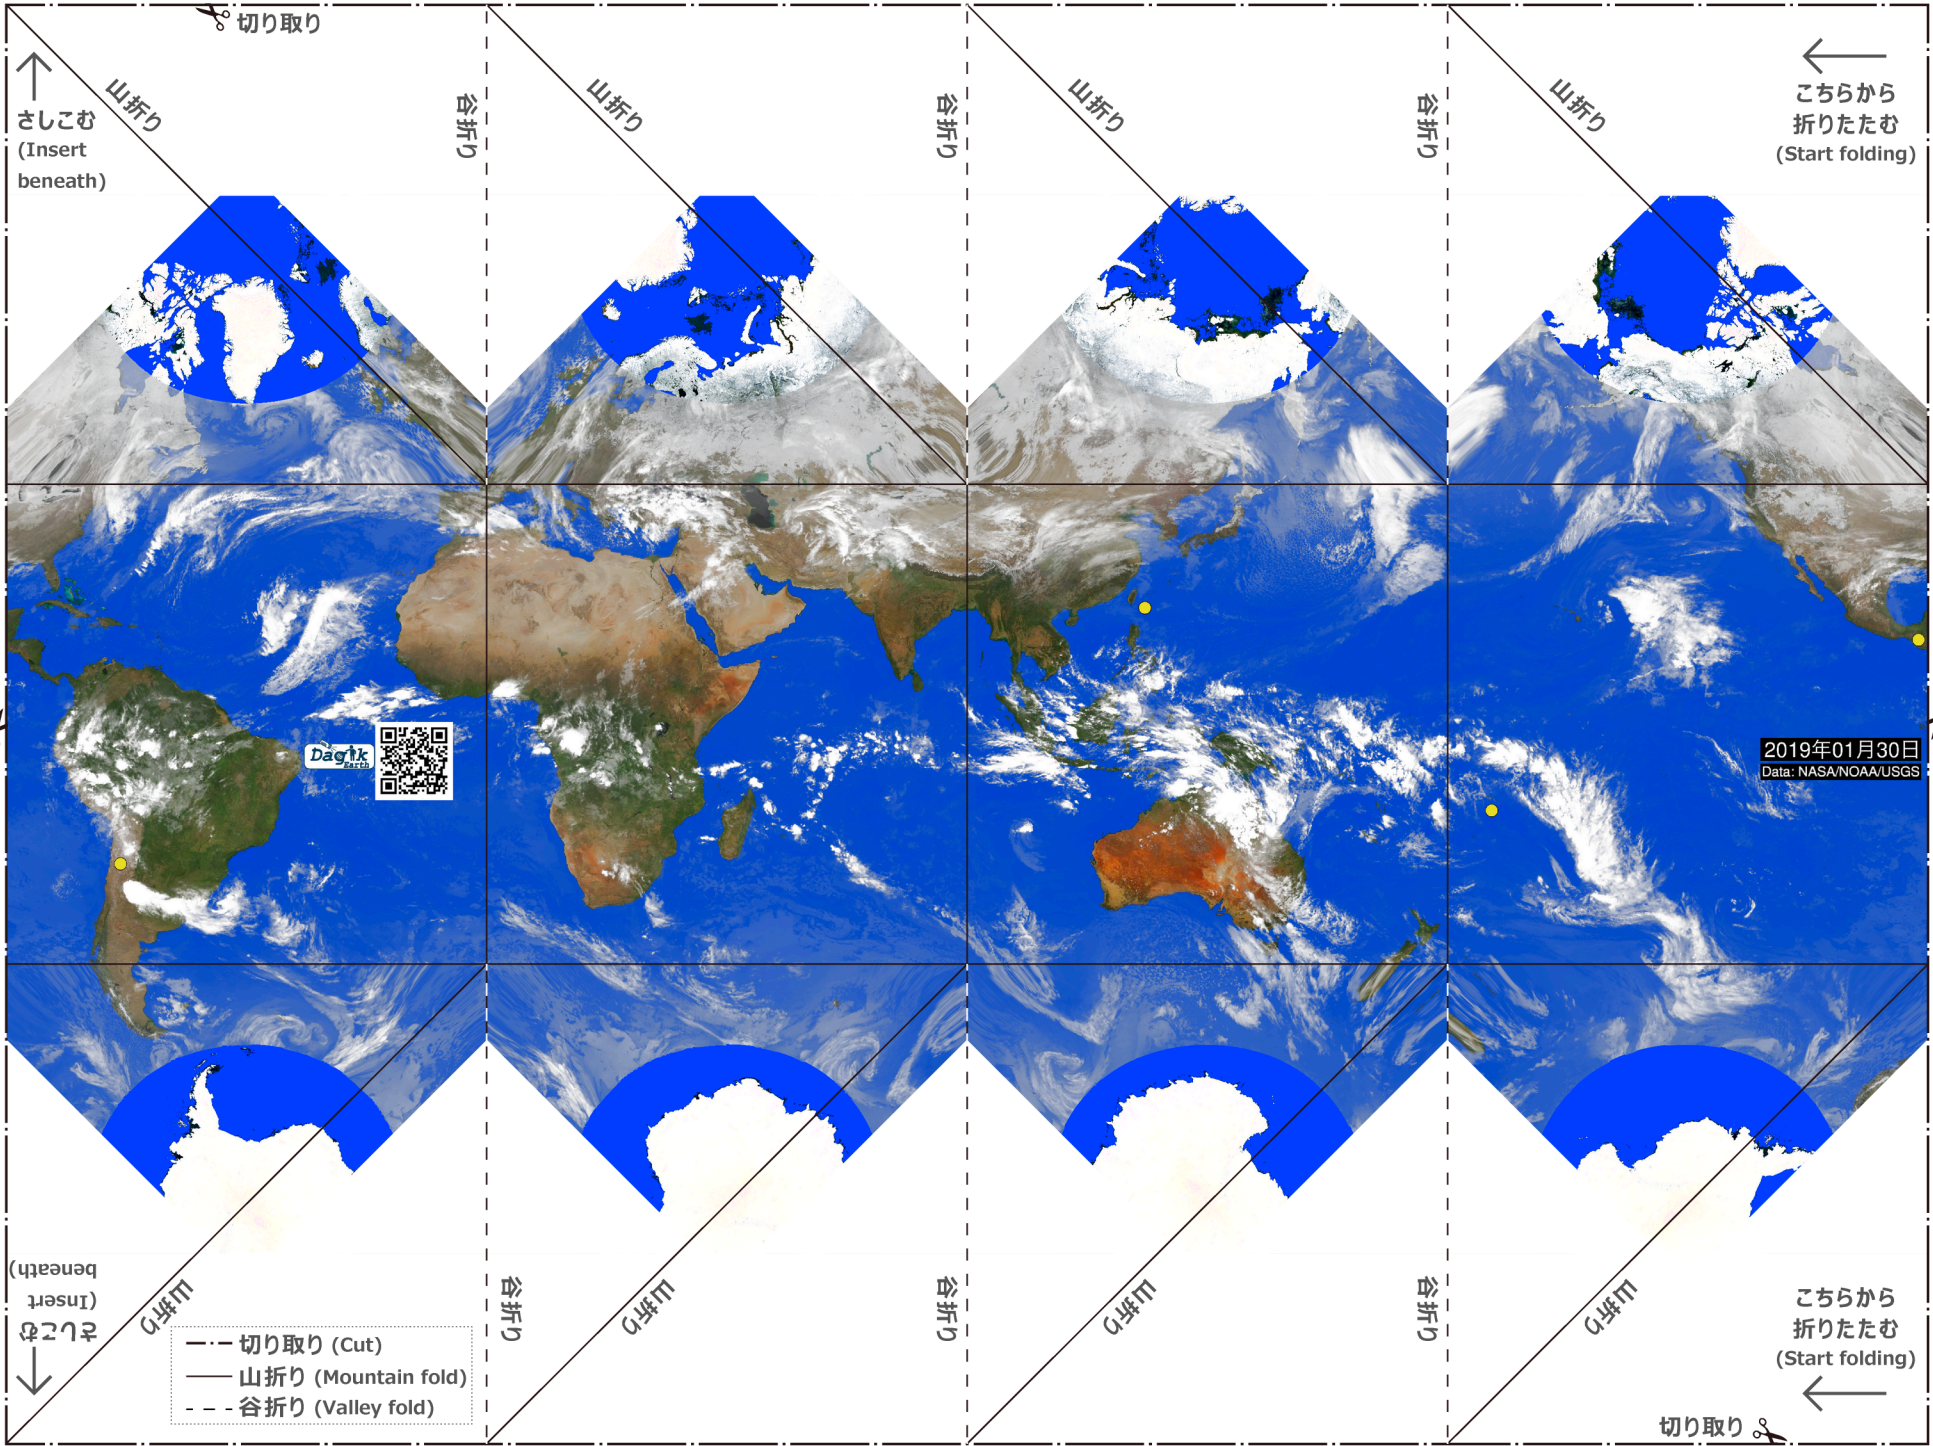 切り取り
山折り
谷折り
山折り
谷折り
山折り
谷折り
山折り
こちらから
折りたたむ
(Start folding)
さしこむ
(Insert
beneath)
Dagik
Earth
2019年01月30日
Data: NASA/NOAA/USGS
さしこむ
(Insert
beneath)
山折り
谷折り
山折り
谷折り
山折り
谷折り
山折り
こちらから
折りたたむ
(Start folding)
切り取り (Cut)
山折り (Mountain fold)
谷折り (Valley fold)
切り取り